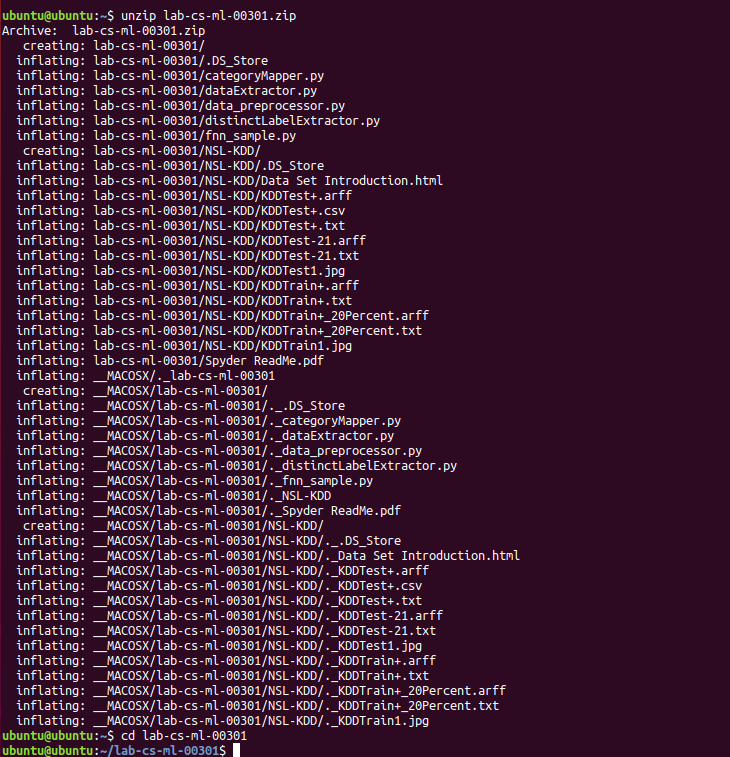 ubuntu@ubuntu:~$ unzip lab-cs-ml-00301.zip
Archive:  lab-cs-ml-00301.zip
   creating: lab-cs-ml-00301/
  inflating: lab-cs-ml-00301/.DS_Store
  inflating: lab-cs-ml-00301/categoryMapper.py
  inflating: lab-cs-ml-00301/dataExtractor.py
  inflating: lab-cs-ml-00301/data_preprocessor.py
  inflating: lab-cs-ml-00301/distinctLabelExtractor.py
  inflating: lab-cs-ml-00301/fnn_sample.py
   creating: lab-cs-ml-00301/NSL-KDD/
  inflating: lab-cs-ml-00301/NSL-KDD/.DS_Store
  inflating: lab-cs-ml-00301/NSL-KDD/Data Set Introduction.html
  inflating: lab-cs-ml-00301/NSL-KDD/KDDTest+.arff
  inflating: lab-cs-ml-00301/NSL-KDD/KDDTest+.csv
  inflating: lab-cs-ml-00301/NSL-KDD/KDDTest+.txt
  inflating: lab-cs-ml-00301/NSL-KDD/KDDTest-21.arff
  inflating: lab-cs-ml-00301/NSL-KDD/KDDTest-21.txt
  inflating: lab-cs-ml-00301/NSL-KDD/KDDTest1.jpg
  inflating: lab-cs-ml-00301/NSL-KDD/KDDTrain+.arff
  inflating: lab-cs-ml-00301/NSL-KDD/KDDTrain+.txt
  inflating: lab-cs-ml-00301/NSL-KDD/KDDTrain+_20Percent.arff
  inflating: lab-cs-ml-00301/NSL-KDD/KDDTrain+_20Percent.txt
  inflating: lab-cs-ml-00301/NSL-KDD/KDDTrain1.jpg
  inflating: lab-cs-ml-00301/Spyder ReadMe.pdf
  inflating: __MACOSX/._lab-cs-ml-00301
   creating: __MACOSX/lab-cs-ml-00301/
  inflating: __MACOSX/lab-cs-ml-00301/._.DS_Store
  inflating: __MACOSX/lab-cs-ml-00301/._categoryMapper.py
  inflating: __MACOSX/lab-cs-ml-00301/._dataExtractor.py
  inflating: __MACOSX/lab-cs-ml-00301/._data_preprocessor.py
  inflating: __MACOSX/lab-cs-ml-00301/._distinctLabelExtractor.py
  inflating: __MACOSX/lab-cs-ml-00301/._fnn_sample.py
  inflating: __MACOSX/lab-cs-ml-00301/._NSL-KDD
  inflating: __MACOSX/lab-cs-ml-00301/._Spyder ReadMe.pdf
   creating: __MACOSX/lab-cs-ml-00301/NSL-KDD/
  inflating: __MACOSX/lab-cs-ml-00301/NSL-KDD/._.DS_Store
  inflating: __MACOSX/lab-cs-ml-00301/NSL-KDD/._Data Set Introduction.html
  inflating: __MACOSX/lab-cs-ml-00301/NSL-KDD/._KDDTest+.arff
  inflating: __MACOSX/lab-cs-ml-00301/NSL-KDD/._KDDTest+.csv
  inflating: __MACOSX/lab-cs-ml-00301/NSL-KDD/._KDDTest+.txt
  inflating: __MACOSX/lab-cs-ml-00301/NSL-KDD/._KDDTest-21.arff
  inflating: __MACOSX/lab-cs-ml-00301/NSL-KDD/._KDDTest-21.txt
  inflating: __MACOSX/lab-cs-ml-00301/NSL-KDD/._KDDTest1.jpg
  inflating: __MACOSX/lab-cs-ml-00301/NSL-KDD/._KDDTrain+.arff
  inflating: __MACOSX/lab-cs-ml-00301/NSL-KDD/._KDDTrain+.txt
  inflating: __MACOSX/lab-cs-ml-00301/NSL-KDD/._KDDTrain+_20Percent.arff
  inflating: __MACOSX/lab-cs-ml-00301/NSL-KDD/._KDDTrain+_20Percent.txt
  inflating: __MACOSX/lab-cs-ml-00301/NSL-KDD/._KDDTrain1.jpg
ubuntu@ubuntu:~$ cd lab-cs-ml-00301
ubuntu@ubuntu:~/lab-cs-ml-00301$